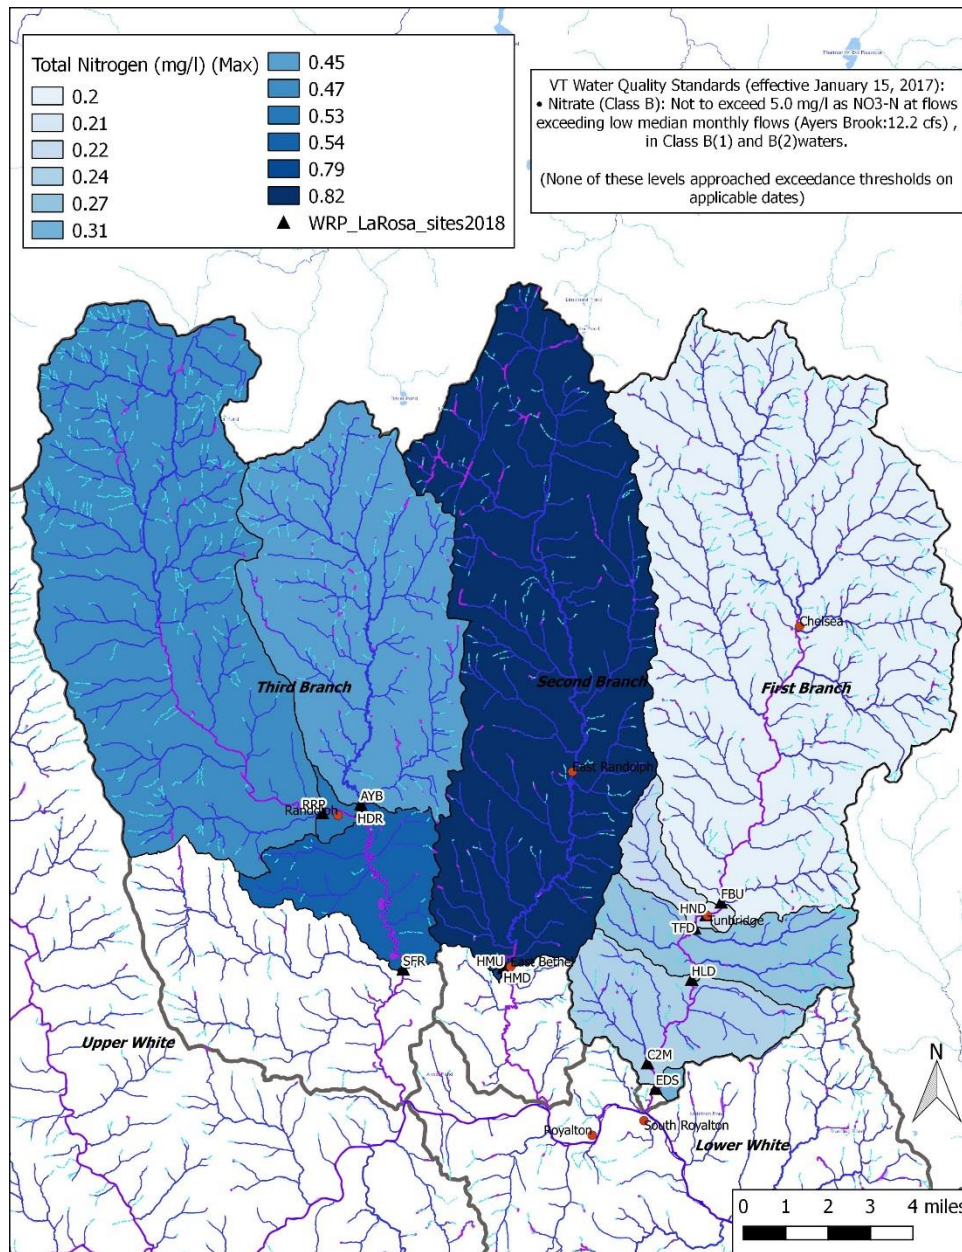 Total Nitrogen (mg/l) (Max)
0.2
0.21
0.22
0.24
0.27
0.31
0.45
0.47
0.53
0.54
0.79
0.82
WRP_LaRosa_sites2018
VT Water Quality Standards (effective January 15, 2017):
• Nitrate (Class B): Not to exceed 5.0 mg/l as NO3-N at flows
exceeding low median monthly flows (Ayers Brook:12.2 cfs) ,
in Class B(1) and B(2)waters.
(None of these levels approached exceedance thresholds on
applicable dates)
Chelsea
Third Branch
Second Branch
First Branch
East Randolph
AYB
RRP
Randolph
HDR
FBU
HND
Tunbridge
TFD
SFR
HMU
East Bethel
HMD
HLD
Upper White
C2M
EDS
N
South Royalton
Royalton
Lower White
0 1 2 3 4 miles